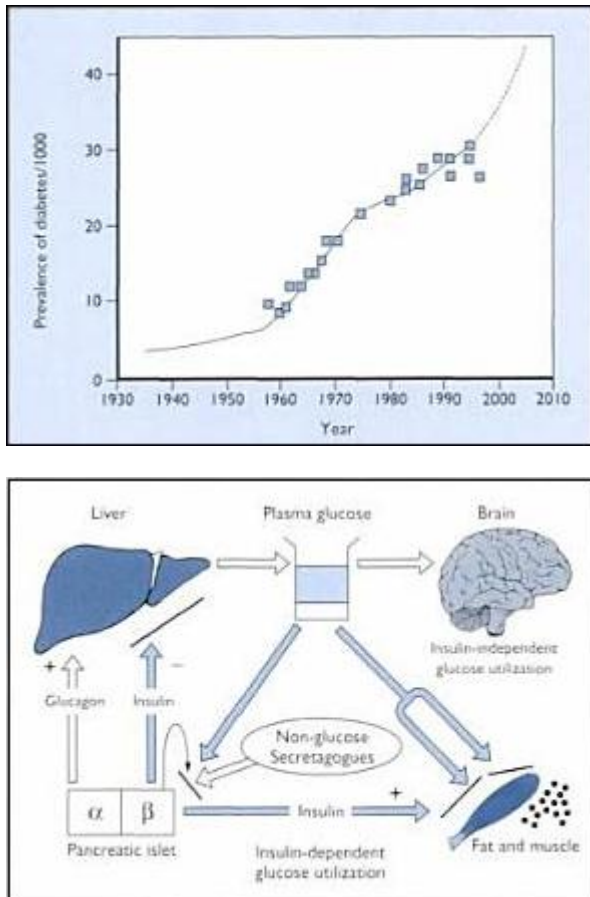 Prevalence of diabetes/1000
40
30
20
10
0
1930 1940 1950 1960 1970 1980 1990 2000 2010
Year
Liver Plasma glucose Brain
Insulin-independent
glucose utilization
+ −
Glucagon Insulin
Non-glucose
Secretagogues
α β
Insulin +
Pancreatic islet
Insulin-dependent
glucose utilization
Fat and muscle